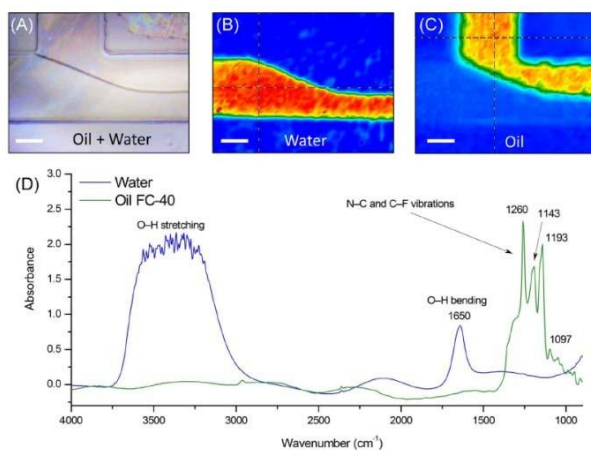 (A)
Oil + Water
(B)
Water
(C)
Oil
(D)
Water
Oil FC-40
O–H stretching
N–C and C–F vibrations
1260
1143
1193
O–H bending
1650
1097
Absorbance
3.0
2.5
2.0
1.5
1.0
0.5
0.0
4000
3500
3000
2500
2000
1500
1000
Wavenumber (cm⁻¹)